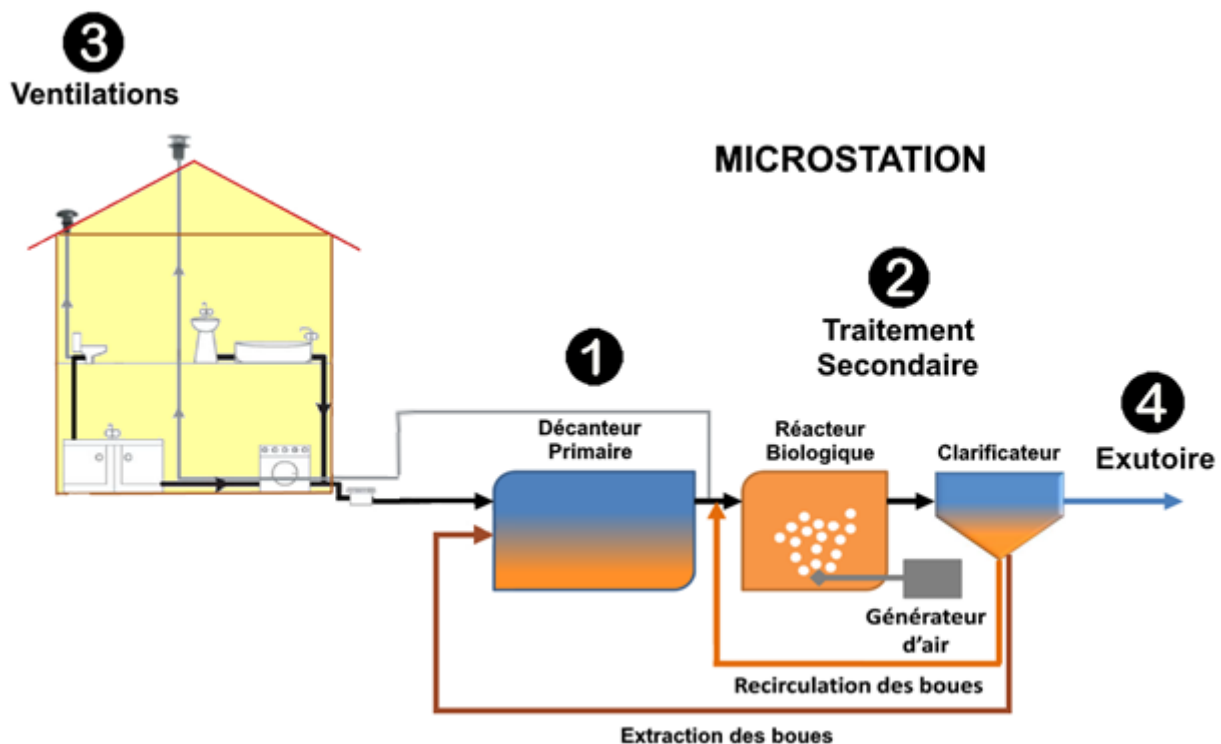 3
Ventilations
MICROSTATION
2
Traitement
Secondaire
1
4
Exutoire
Décanteur
Primaire
Réacteur
Biologique
Clarificateur
Générateur
d'air
Recirculation des boues
Extraction des boues